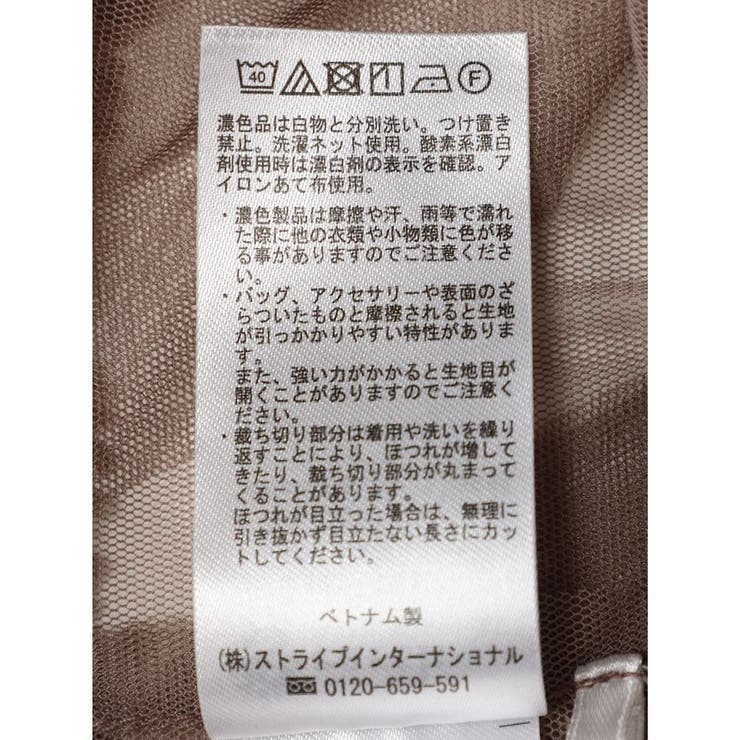 40 F
濃色品は白物と分別洗い。つけ置き
禁止。洗濯ネット使用。酸素系漂白
剤使用時は漂白剤の表示を確認。ア
イロンあて布使用。
・濃色製品は摩擦や汗、雨等で濡れ
た際に他の衣類や小物類に色が移
る事がありますのでご注意くださ
い。
・バッグ、アクセサリーや表面のざ
らついたものと摩擦されると生地
が引っかかりやすい特性がありま
す。
また、強い力がかかると生地目が
開くことがありますのでご注意く
ださい。
・裁ち切り部分は着用や洗いを繰り
返すことにより、ほつれが増して
きたり、裁ち切り部分が丸まって
くることがあります。
ほつれが目立った場合は、無理に
引き抜かず目立たない長さにカッ
トしてください。
ベトナム製
(株)ストライプインターナショナル
0120-659-591